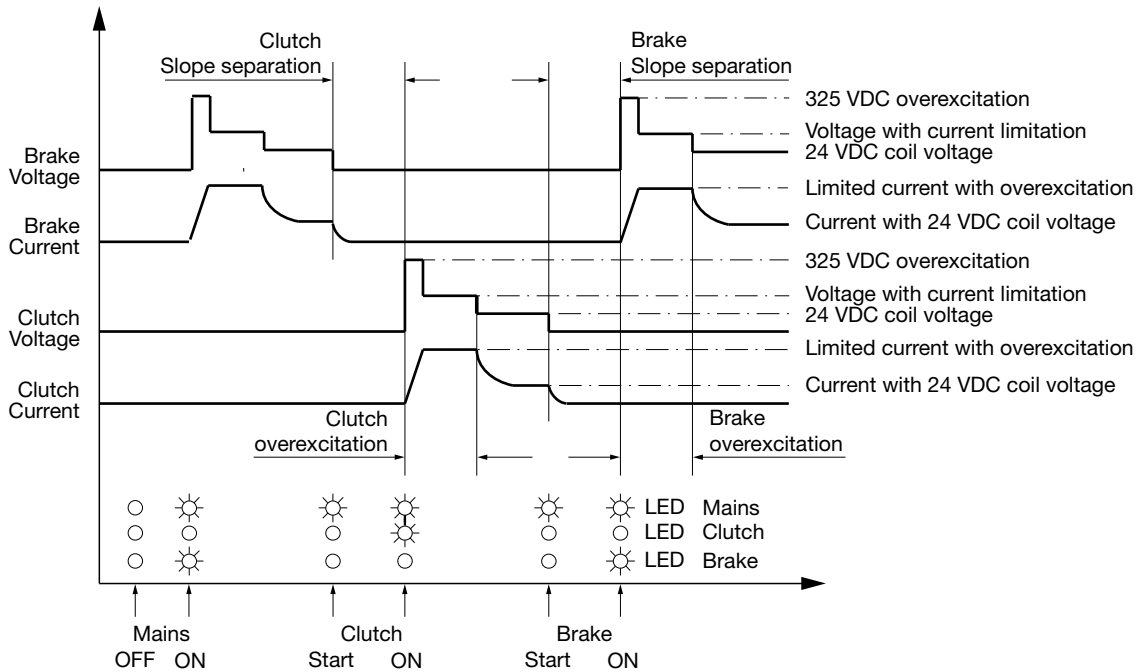 Clutch
Slope separation
Brake
Slope separation
325 VDC overexcitation
Voltage with current limitation
24 VDC coil voltage
Brake
Voltage
Limited current with overexcitation
Brake
Current
Current with 24 VDC coil voltage
325 VDC overexcitation
Voltage with current limitation
24 VDC coil voltage
Clutch
Voltage
Limited current with overexcitation
Clutch
Current
Current with 24 VDC coil voltage
Clutch
overexcitation
Brake
overexcitation
LED Mains
LED Clutch
LED Brake
Mains
OFF ON
Clutch
Start ON
Brake
Start ON